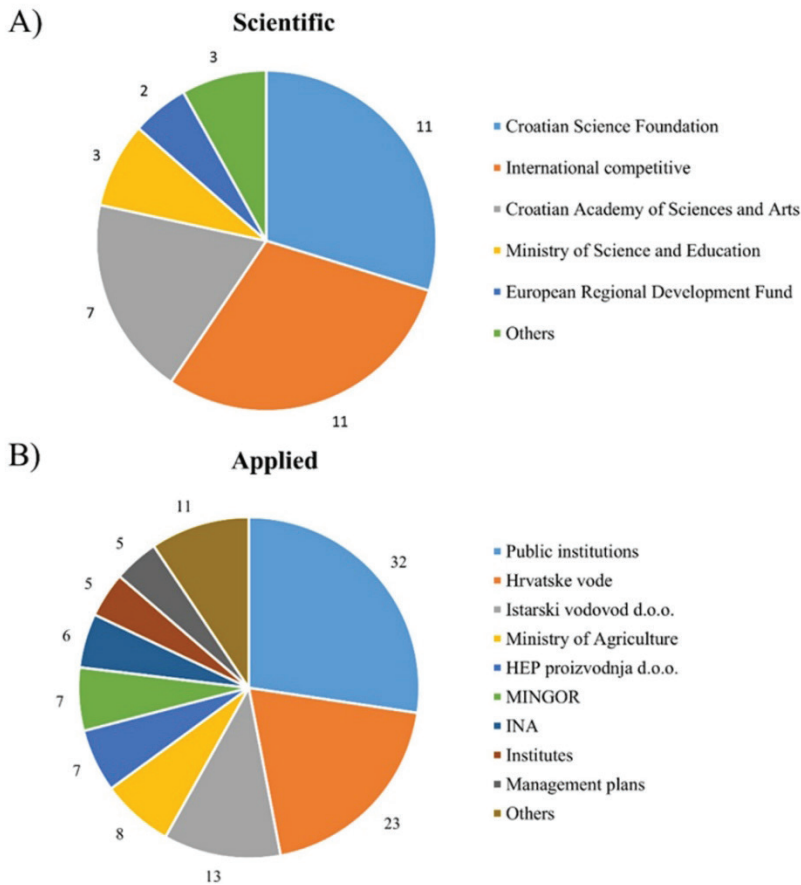 A)
Scientific
3
2
3
7
11
11
Croatian Science Foundation
International competitive
Croatian Academy of Sciences and Arts
Ministry of Science and Education
European Regional Development Fund
Others
B)
Applied
11
5
5
6
7
7
8
13
23
32
Public institutions
Hrvatske vode
Istarski vodovod d.o.o.
Ministry of Agriculture
HEP proizvodnja d.o.o.
MINGOR
INA
Institutes
Management plans
Others